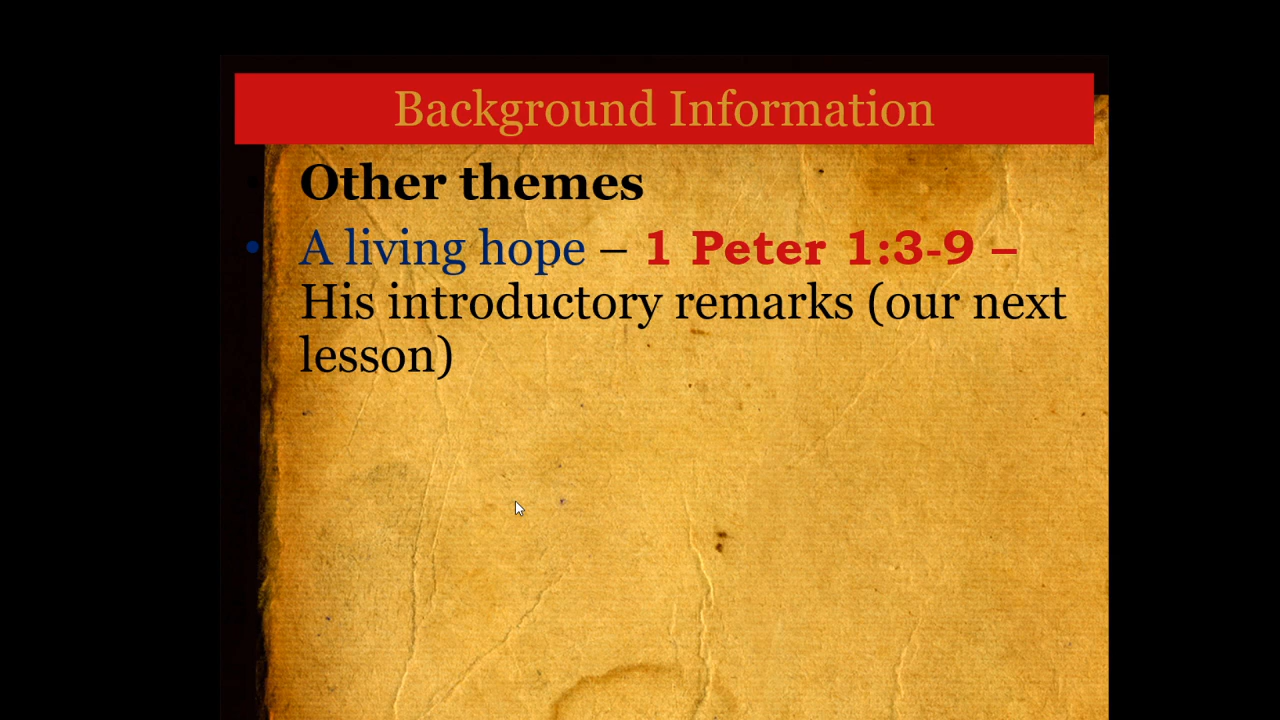 Background Information
Other themes
• A living hope – 1 Peter 1:3-9 –
His introductory remarks (our next
lesson)